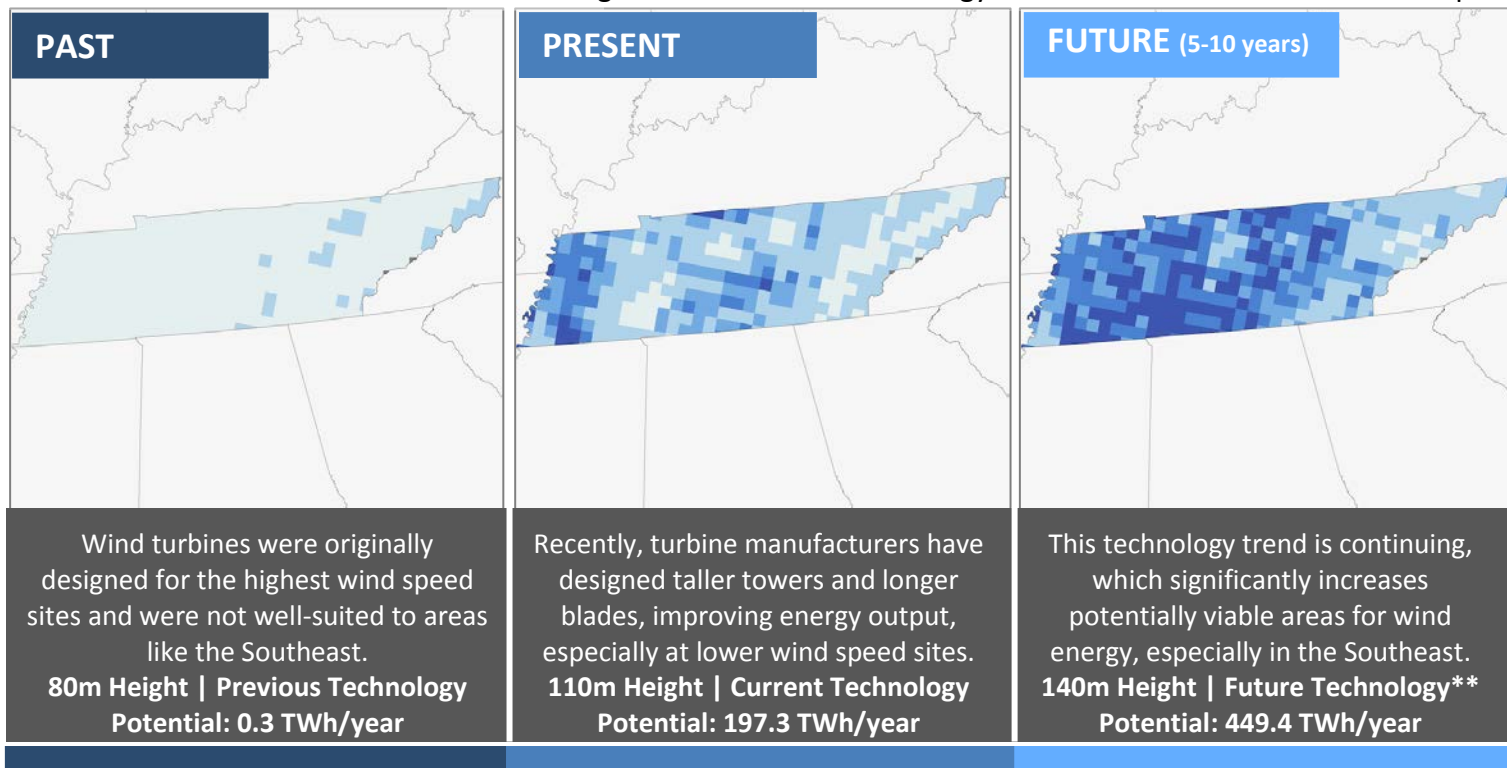 PAST
PRESENT
FUTURE (5-10 years)
Wind turbines were originally
designed for the highest wind speed
sites and were not well-suited to areas
like the Southeast.
80m Height | Previous Technology
Potential: 0.3 TWh/year
Recently, turbine manufacturers have
designed taller towers and longer
blades, improving energy output,
especially at lower wind speed sites.
110m Height | Current Technology
Potential: 197.3 TWh/year
This technology trend is continuing,
which significantly increases
potentially viable areas for wind
energy, especially in the Southeast.
140m Height | Future Technology**
Potential: 449.4 TWh/year